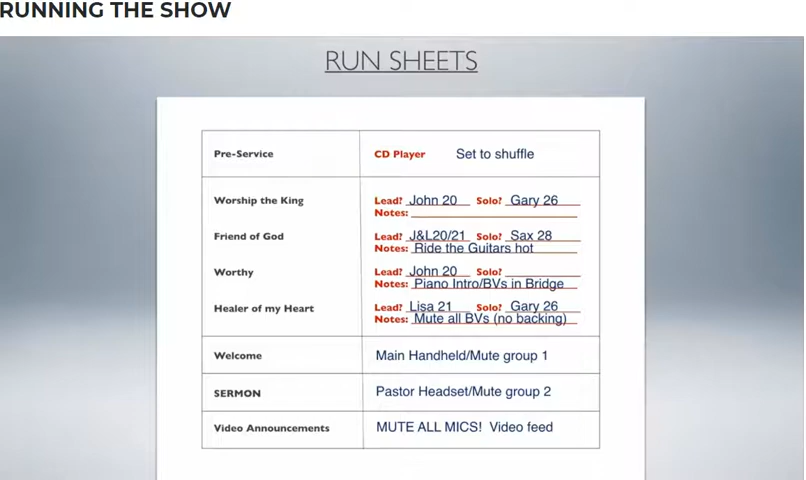 RUNNING THE SHOW
RUN SHEETS
Pre-Service CD Player Set to shuffle
Worship the King Lead? John 20 Solo? Gary 26
Notes:
Friend of God Lead? J&L20/21 Solo? Sax 28
Notes: Ride the Guitars hot
Worthy Lead? John 20 Solo?
Notes: Piano Intro/BVs in Bridge
Healer of my Heart Lead? Lisa 21 Solo? Gary 26
Notes: Mute all BVs (no backing)
Welcome Main Handheld/Mute group 1
SERMON Pastor Headset/Mute group 2
Video Announcements MUTE ALL MICS! Video feed